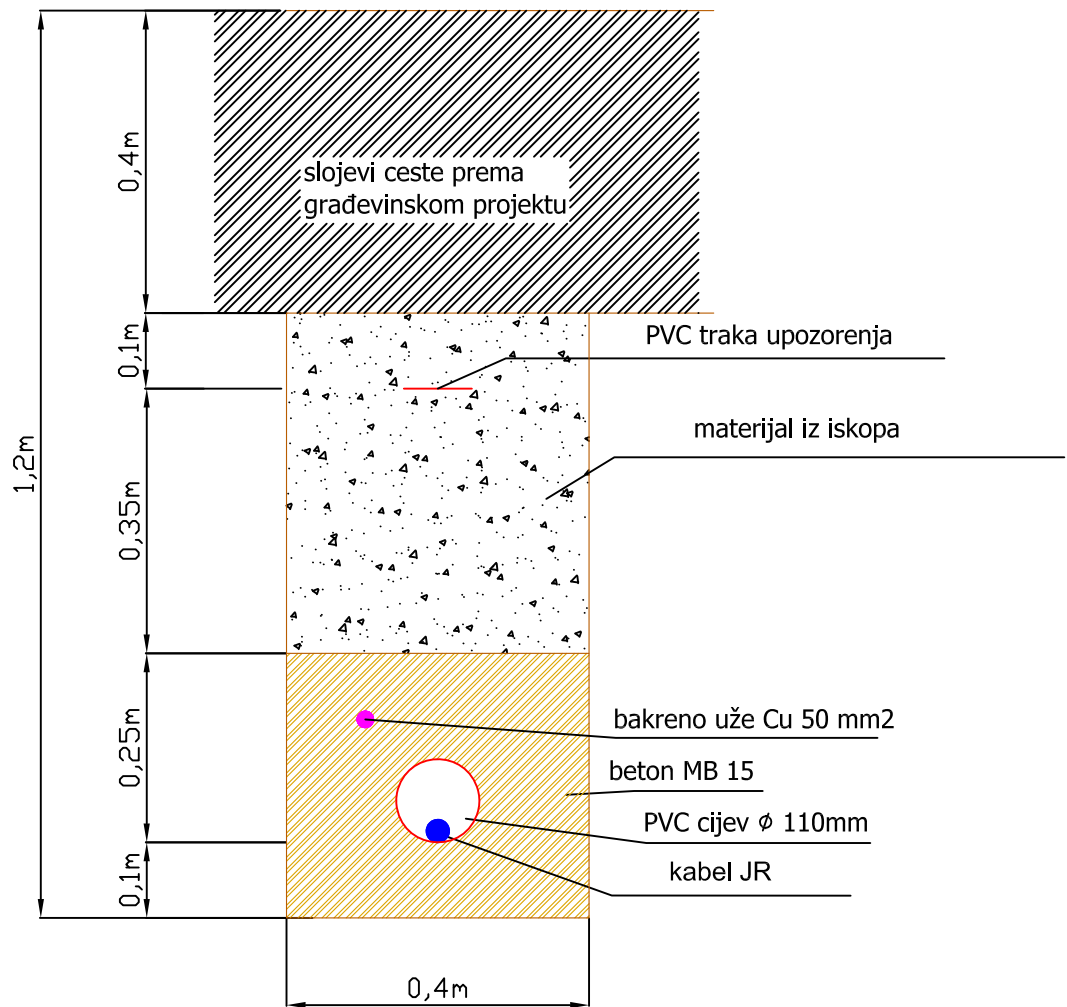 0,4m
slojevi ceste prema
građevinskom projektu
0,1m
PVC traka upozorenja
materijal iz iskopa
1,2m
0,35m
bakreno uže Cu 50 mm2
0,25m
beton MB 15
PVC cijev ϕ 110mm
kabel JR
0,1m
0,4m